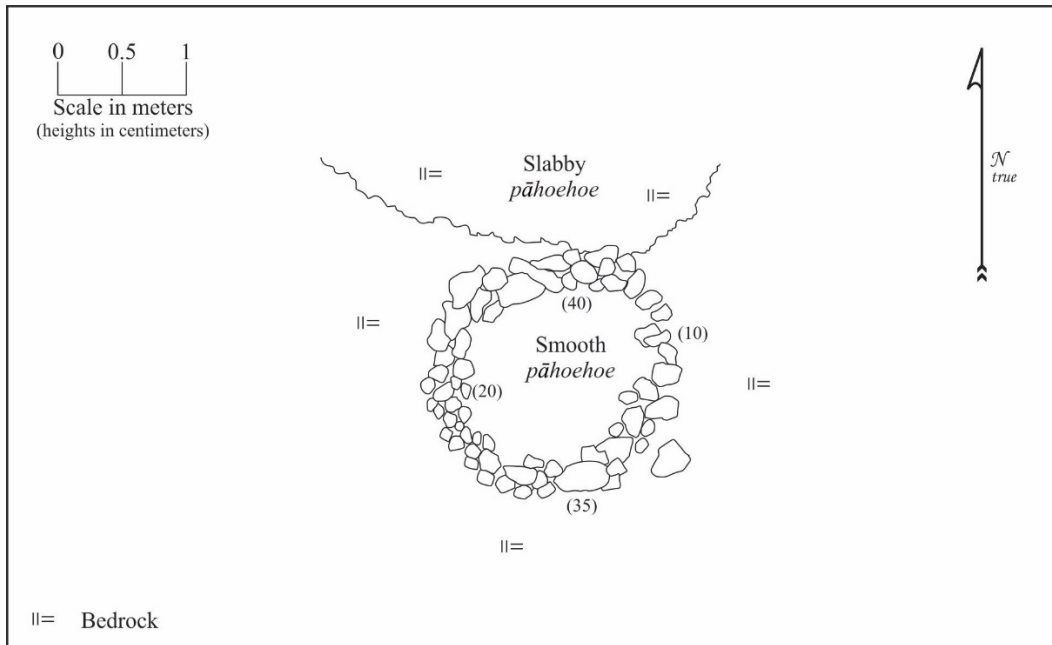 0 0.5 1
Scale in meters
(heights in centimeters)
N
true
Slabby
pāhoehoe
(40)
(10)
Smooth
pāhoehoe
(20)
(35)
Bedrock